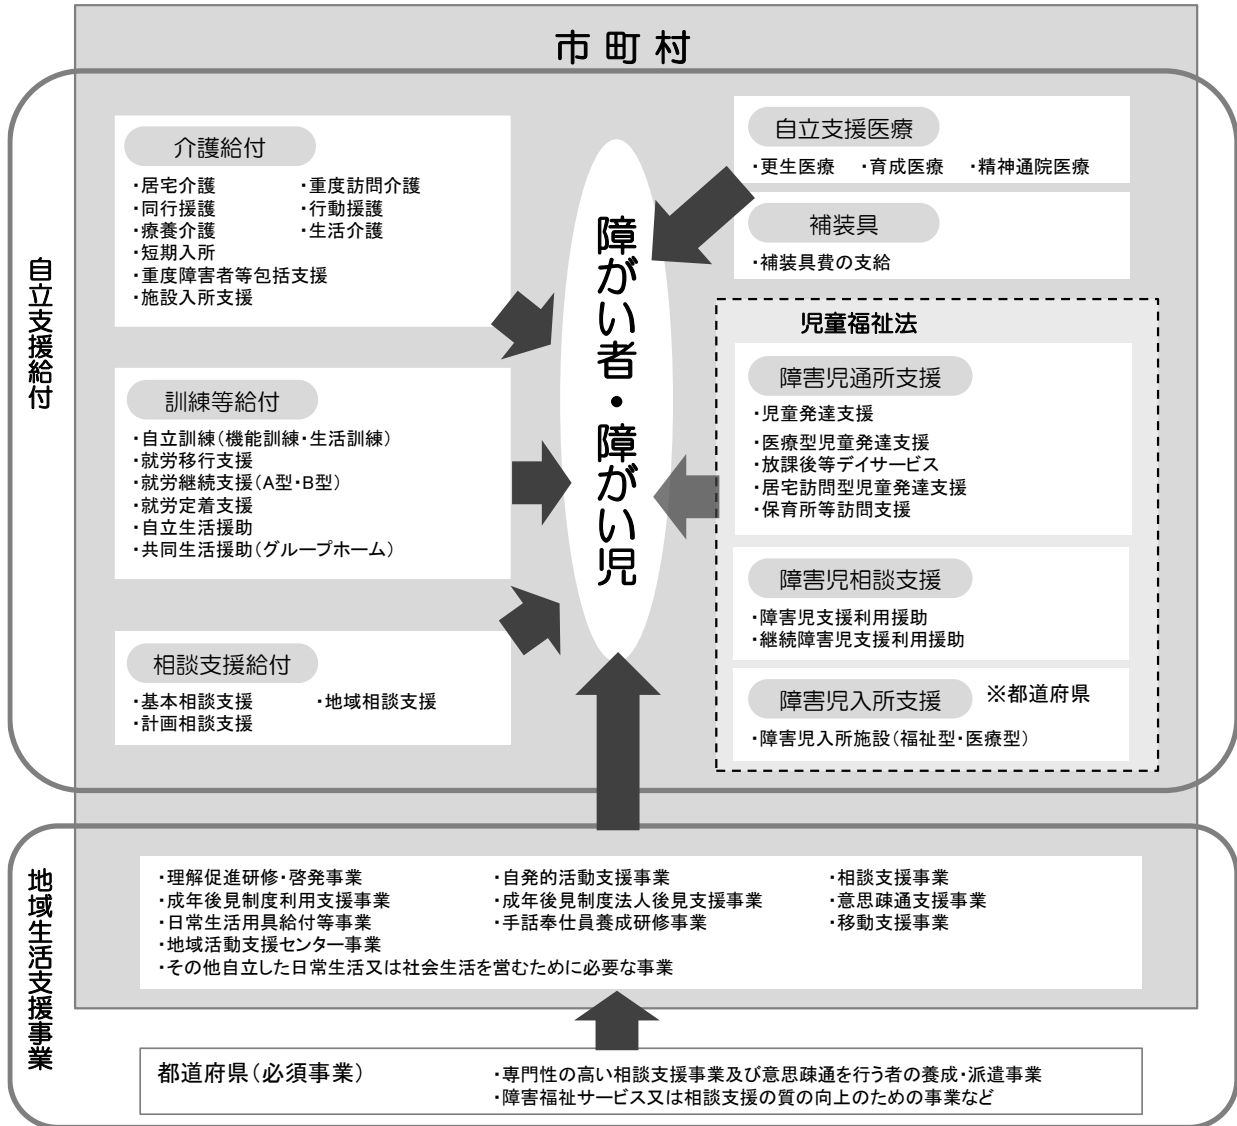 市町村
自立支援給付
介護給付
・居宅介護 ・重度訪問介護
・同行援護 ・行動援護
・療養介護 ・生活介護
・短期入所
・重度障害者等包括支援
・施設入所支援
訓練等給付
・自立訓練(機能訓練・生活訓練)
・就労移行支援
・就労継続支援(A型・B型)
・就労定着支援
・自立生活援助
・共同生活援助(グループホーム)
相談支援給付
・基本相談支援 ・地域相談支援
・計画相談支援
障がい者・障がい児
自立支援医療
・更生医療 ・育成医療 ・精神通院医療
補装具
・補装具費の支給
児童福祉法
障害児通所支援
・児童発達支援
・医療型児童発達支援
・放課後等デイサービス
・居宅訪問型児童発達支援
・保育所等訪問支援
障害児相談支援
・障害児支援利用援助
・継続障害児支援利用援助
障害児入所支援 ※都道府県
・障害児入所施設(福祉型・医療型)
地域生活支援事業
・理解促進研修・啓発事業 ・自発的活動支援事業 ・相談支援事業
・成年後見制度利用支援事業 ・成年後見制度法人後見支援事業 ・意思疎通支援事業
・日常生活用具給付等事業 ・手話奉仕員養成研修事業 ・移動支援事業
・地域活動支援センター事業
・その他自立した日常生活又は社会生活を営むために必要な事業
都道府県(必須事業) ・専門性の高い相談支援事業及び意思疎通を行う者の養成・派遣事業
・障害福祉サービス又は相談支援の質の向上のための事業など